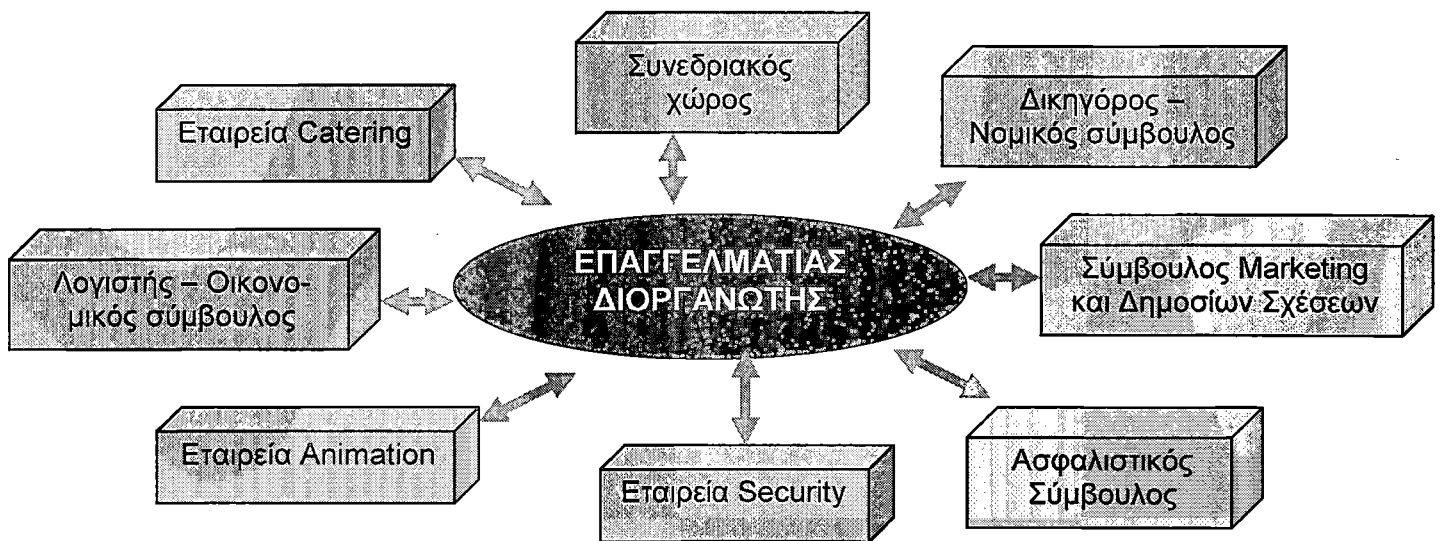 Συνεδριακός
χώρος
Δικηγόρος –
Νομικός σύμβουλος
Εταιρεία Catering
ΕΠΑΓΓΕΛΜΑΤΙΑΣ
ΔΙΟΡΓΑΝΩΤΗΣ
Λογιστής – Οικονο-
μικός σύμβουλος
Σύμβουλος Marketing
και Δημοσίων Σχέσεων
Εταιρεία Animation
Εταιρεία Security
Ασφαλιστικός
Σύμβουλος